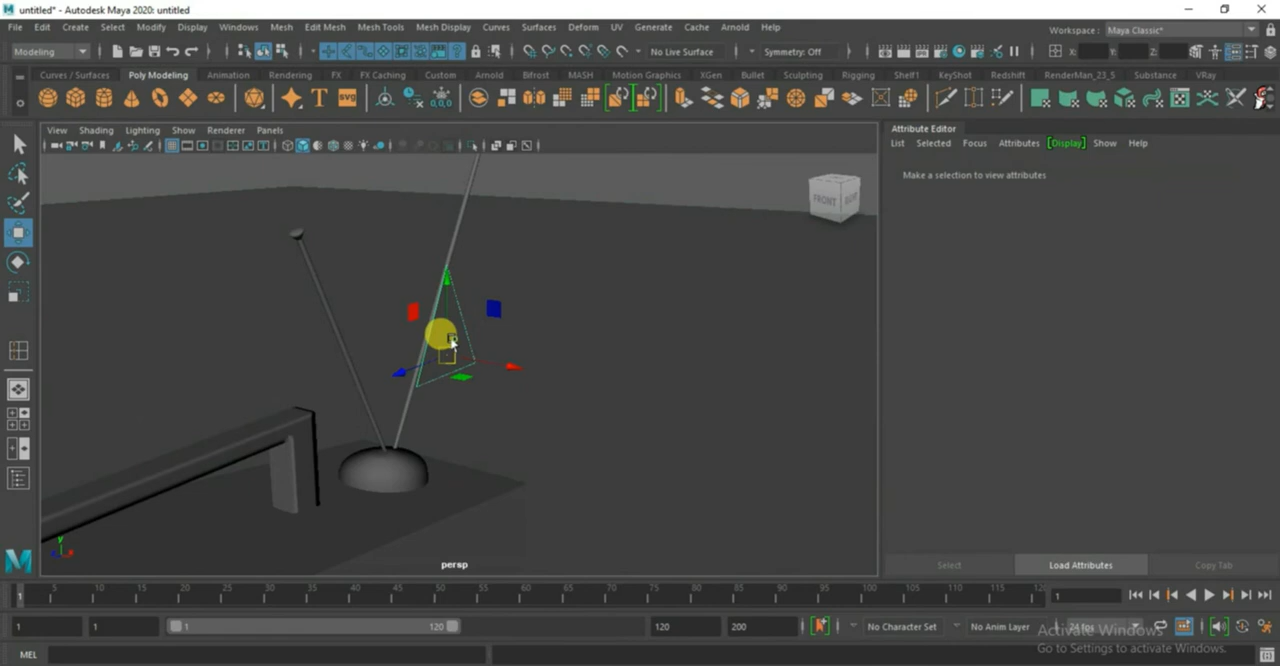 untitled* - Autodesk Maya 2020: untitled
File Edit Create Select Modify Display Windows Mesh Edit Mesh Mesh Tools Mesh Display Curves Surfaces Deform UV Generate Cache Arnold Help
Workspace: Maya Classic*
Modeling No Live Surface Symmetry: Off X: Y: Z:
Curves / Surfaces Poly Modeling Animation Rendering FX FX Caching Custom Arnold Bifrost MASH Motion Graphics XGen Bullet Sculpting Rigging Shelf1 KeyShot Redshift RenderMan_23_5 Substance VRay
View Shading Lighting Show Renderer Panels
Attribute Editor
List Selected Focus Attributes [Display] Show Help
Make a selection to view attributes
FRONT
persp
Select Load Attributes Copy Tab
1 5 10 15 20 25 30 35 40 45 50 55 60 65 70 75 80 85 90 95 100 105 110 115 120 1
1 1 1 120 120 200 No Character Set No Anim Layer 24 fps
Activate Windows
Go to Settings to activate Windows.
MEL